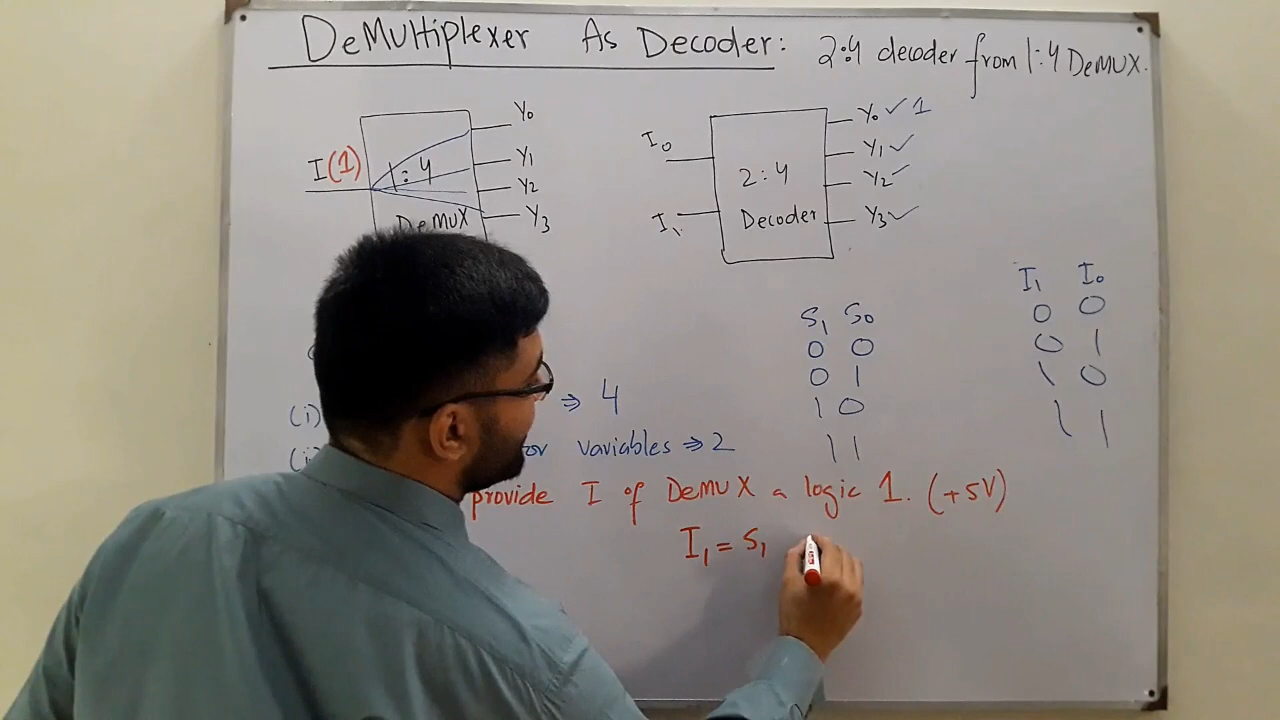 DeMultiplexer As Decoder: 2:4 decoder from 1:4 DeMUX.
I(1)
1:4
DeMUX
Y0
Y1
Y2
Y3
I0
I1
2:4
Decoder
Y0 ✓ 1
Y1 ✓
Y2 ✓
Y3 ✓
S1 S0
0 0
0 1
1 0
1 1
I1 I0
0 0
0 1
1 0
1 1
(i) ⇒ 4
variables ⇒ 2
provide I of DeMUX a logic 1. (+5V)
I1 = S1